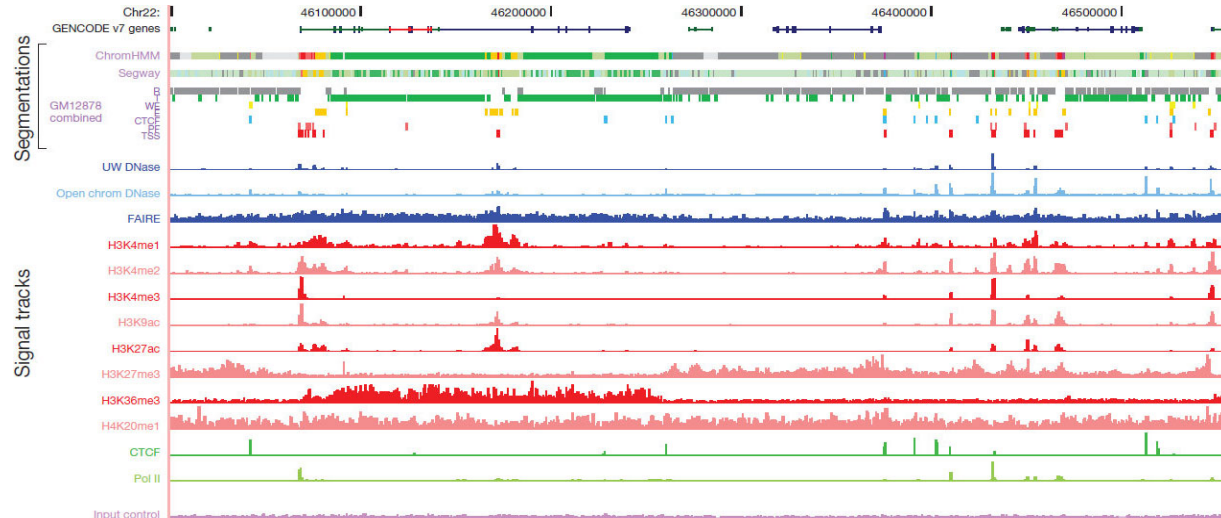 Chr22: 46100000 46200000 46300000 46400000 46500000
GENCODE v7 genes
Segmentations
ChromHMM
Segway
GM12878
combined
R
T
WE
E
CTCF
PF
TSS
Signal tracks
UW DNase
Open chrom DNase
FAIRE
H3K4me1
H3K4me2
H3K4me3
H3K9ac
H3K27ac
H3K27me3
H3K36me3
H4K20me1
CTCF
Pol II
Input control